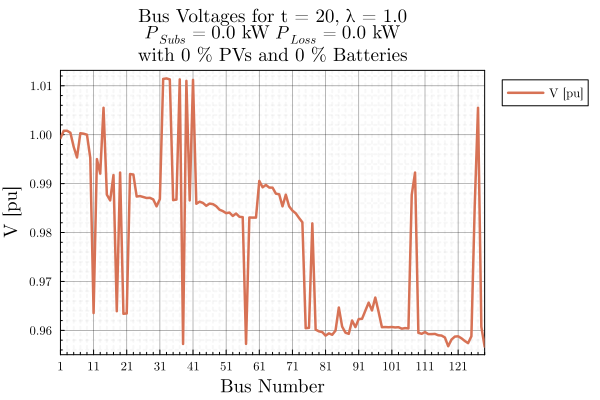 Bus Voltages for t = 20, λ = 1.0
P_Subs = 0.0 kW P_Loss = 0.0 kW
with 0 % PVs and 0 % Batteries
V [pu]
1.01
1.00
0.99
0.98
0.97
0.96
V [pu]
1 11 21 31 41 51 61 71 81 91 101 111 121
Bus Number